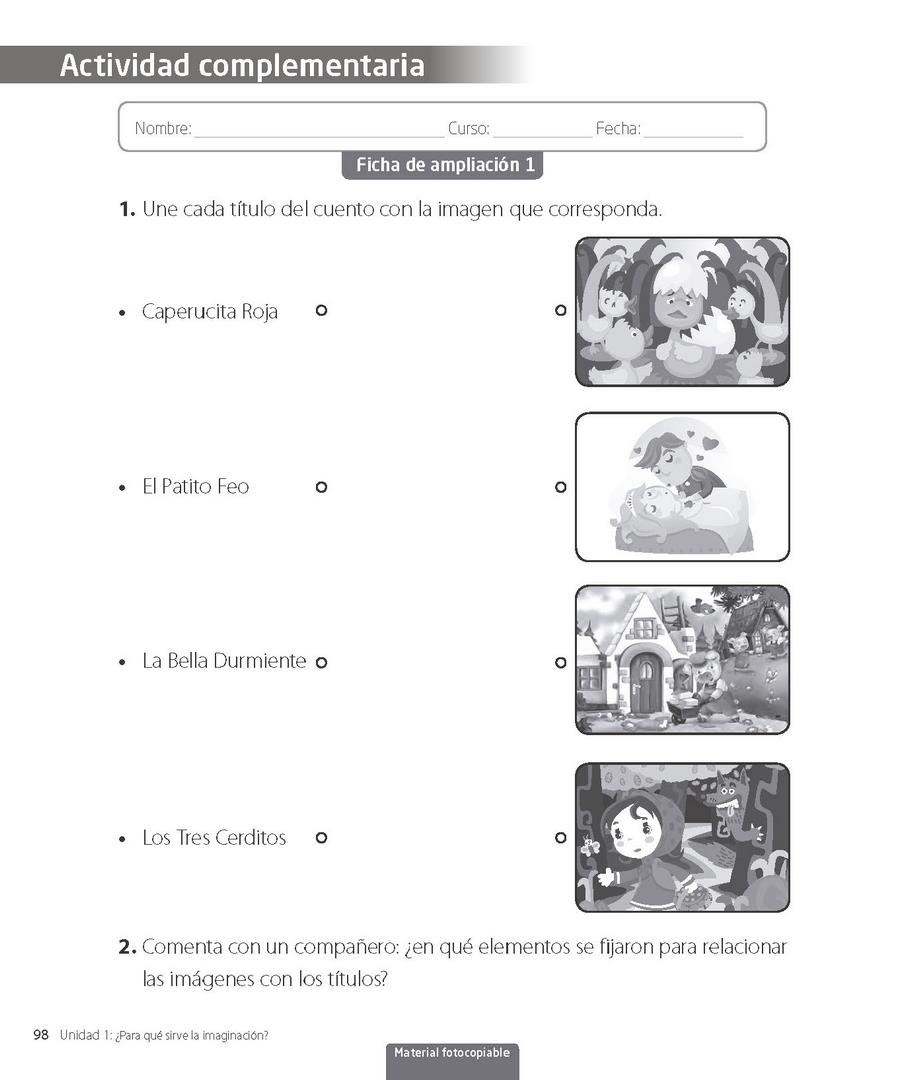 Actividad complementaria
Nombre: Curso: Fecha:
Ficha de ampliación 1
1. Une cada título del cuento con la imagen que corresponda.
• Caperucita Roja
• El Patito Feo
• La Bella Durmiente
• Los Tres Cerditos
2. Comenta con un compañero: ¿en qué elementos se fijaron para relacionar
las imágenes con los títulos?
98 Unidad 1: ¿Para qué sirve la imaginación?
Material fotocopiable